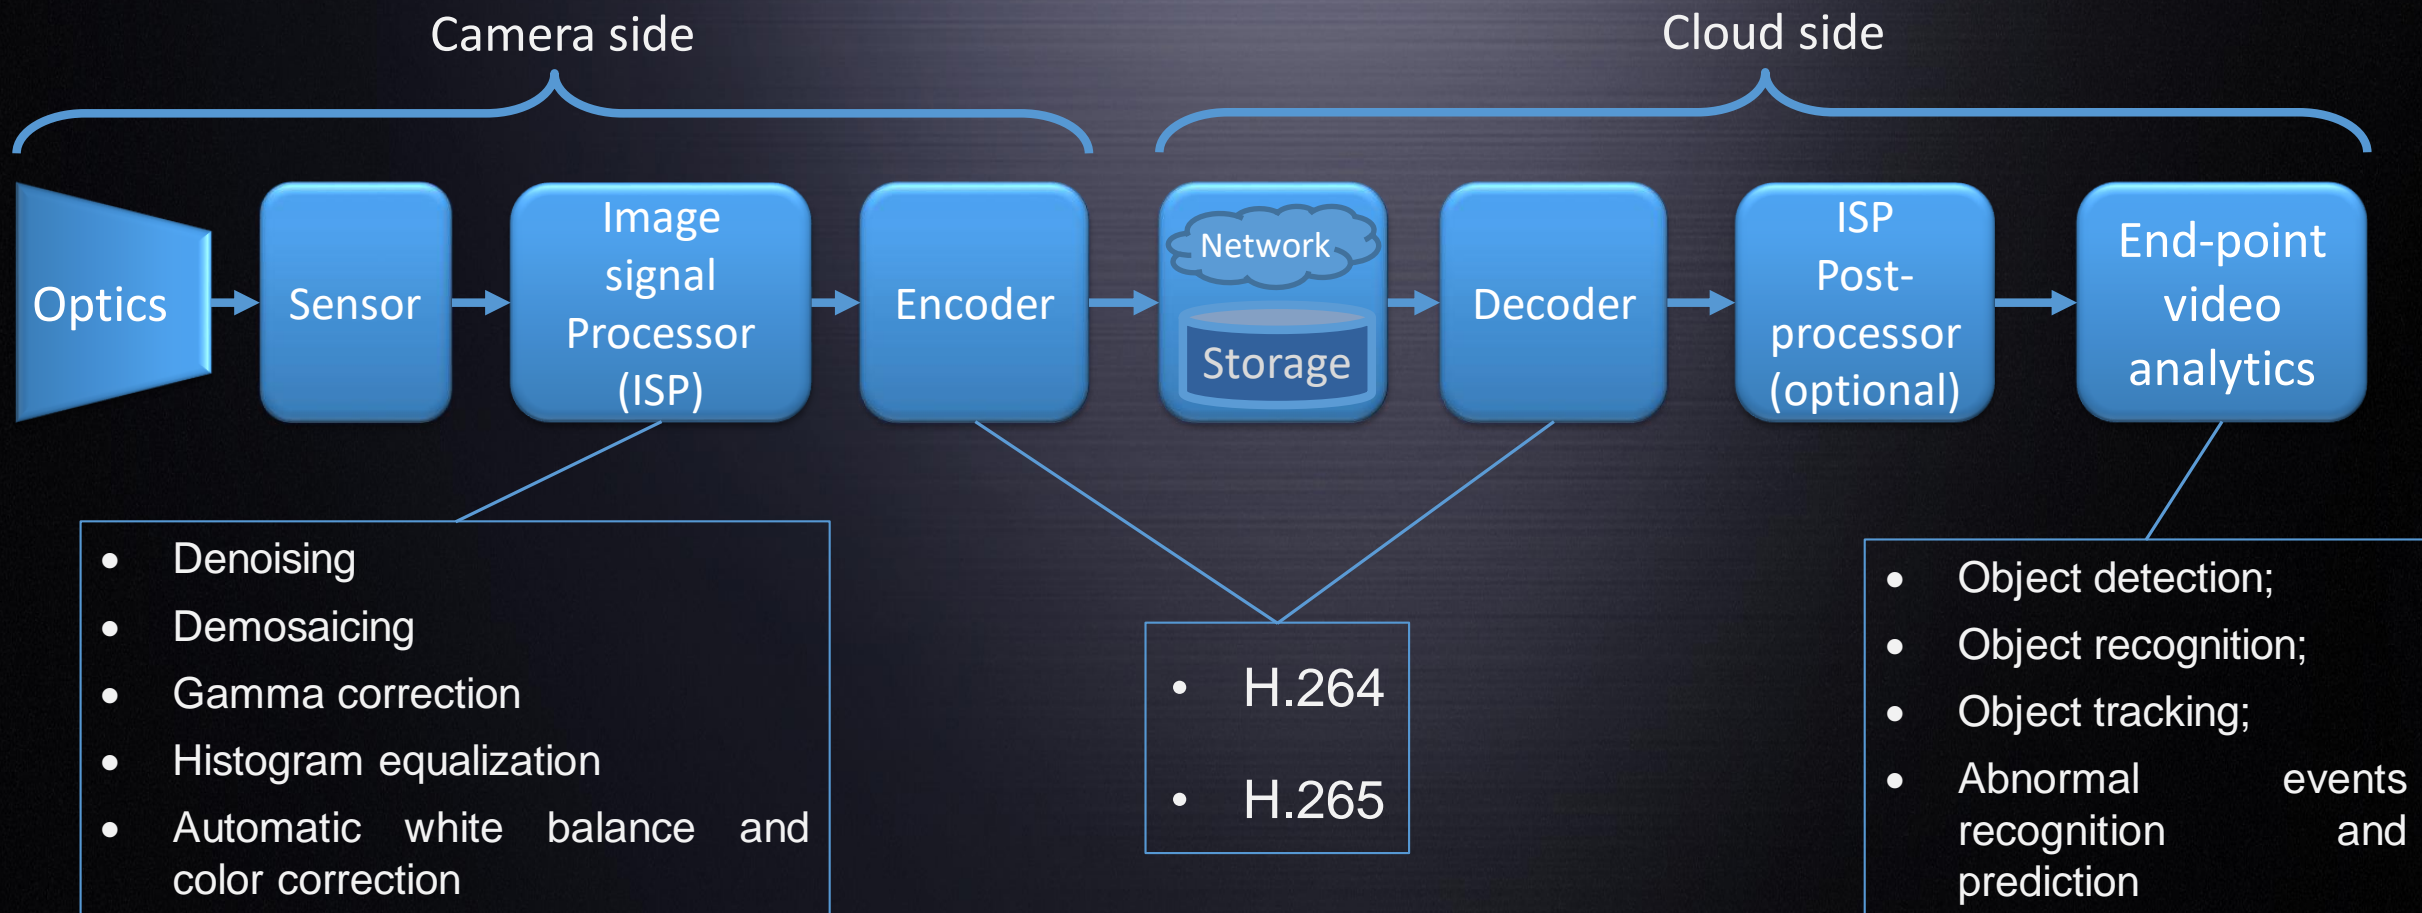 Camera side
Cloud side
Optics
Sensor
Image
signal
Processor
(ISP)
Encoder
Network
Storage
Decoder
ISP
Post-
processor
(optional)
End-point
video
analytics
• Denoising
• Demosaicing
• Gamma correction
• Histogram equalization
• Automatic white balance and
color correction
• H.264
• H.265
• Object detection;
• Object recognition;
• Object tracking;
• Abnormal events
recognition and
prediction